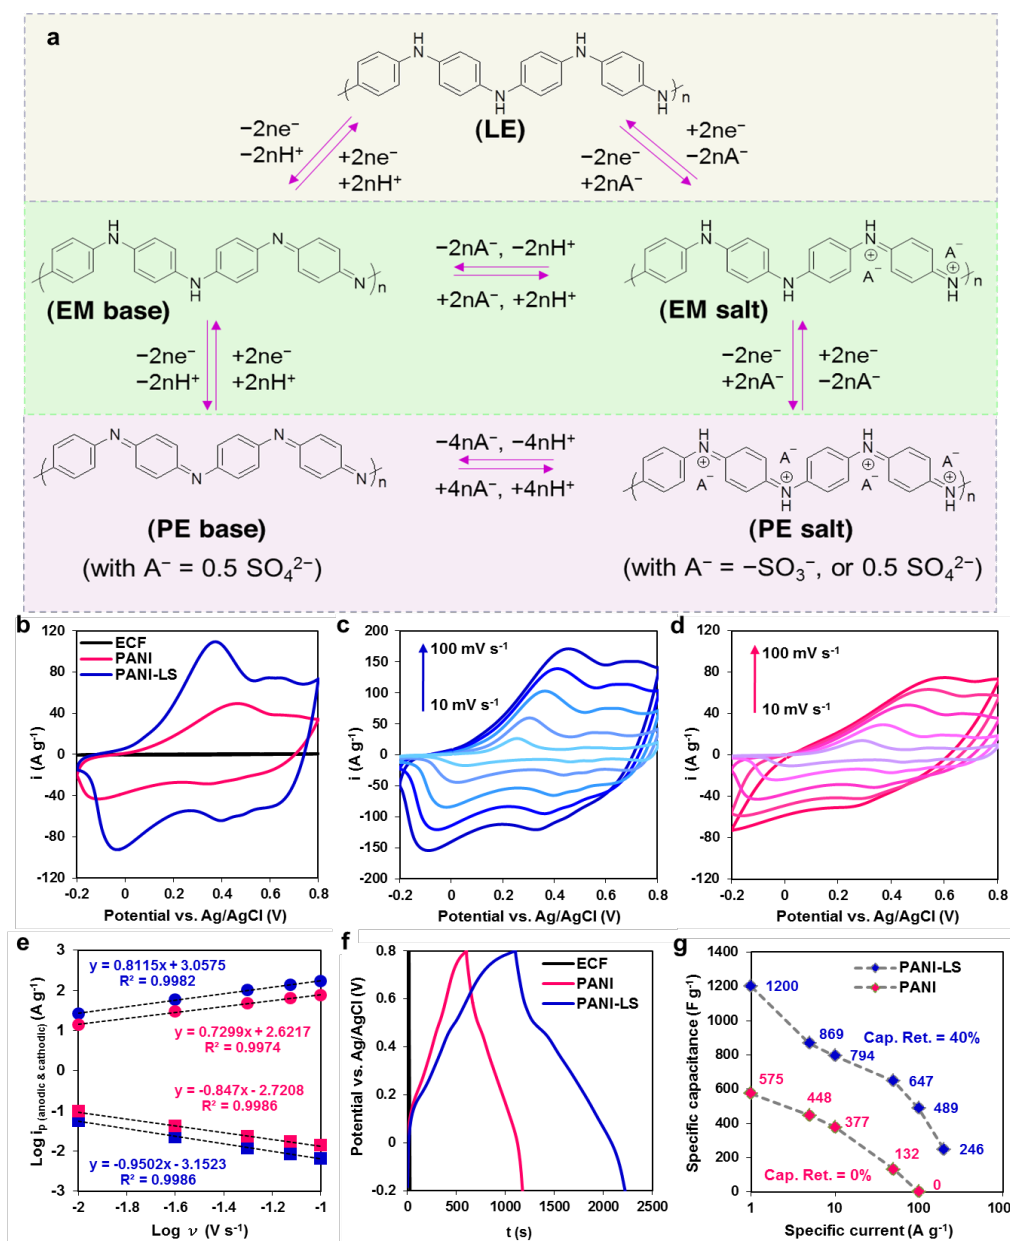 a
H
N
H
N
N
H
N
H
n
(LE)
−2ne⁻
−2nH⁺
+2ne⁻
+2nH⁺
+2ne⁻
−2nA⁻
−2ne⁻
+2nA⁻
H
N
N
N
H
N
n
(EM base)
−2nA⁻, −2nH⁺
+2nA⁻, +2nH⁺
H
N
H
N
A⁻
N
H
A⁻
N
H
n
(EM salt)
−2ne⁻
−2nH⁺
+2ne⁻
+2nH⁺
−2ne⁻
+2nA⁻
+2ne⁻
−2nA⁻
N
N
N
N
n
(PE base)
−4nA⁻, −4nH⁺
+4nA⁻, +4nH⁺
H
N
H
N
A⁻
A⁻
A⁻
A⁻
N
H
N
H
n
(PE salt)
(with A⁻ = 0.5 SO₄²⁻)
(with A⁻ = −SO₃⁻, or 0.5 SO₄²⁻)
b
120
80
40
0
-40
-80
-120
i (A g⁻¹)
ECF
PANI
PANI-LS
-0.2 0 0.2 0.4 0.6 0.8
Potential vs. Ag/AgCl (V)
c
200
150
100
50
0
-50
-100
-150
-200
i (A g⁻¹)
100 mV s⁻¹
10 mV s⁻¹
-0.2 0 0.2 0.4 0.6 0.8
Potential vs. Ag/AgCl (V)
d
120
80
40
0
-40
-80
-120
i (A g⁻¹)
100 mV s⁻¹
10 mV s⁻¹
-0.2 0 0.2 0.4 0.6 0.8
Potential vs. Ag/AgCl (V)
e
3
2
1
0
-1
-2
-3
Log iₚ (anodic & cathodic) (A g⁻¹)
y = 0.8115x + 3.0575
R² = 0.9982
y = 0.7299x + 2.6217
R² = 0.9974
y = -0.847x - 2.7208
R² = 0.9986
y = -0.9502x - 3.1523
R² = 0.9986
-2 -1.8 -1.6 -1.4 -1.2 -1
Log ν (V s⁻¹)
f
0.8
0.6
0.4
0.2
0
-0.2
Potential vs. Ag/AgCl (V)
ECF
PANI
PANI-LS
0 500 1000 1500 2000 2500
t (s)
g
1400
1200
1000
800
600
400
200
0
Specific capacitance (F g⁻¹)
PANI-LS
PANI
1200
869
794
647
489
246
Cap. Ret. = 40%
575
448
377
132
0
Cap. Ret. = 0%
1 10 100
Specific current (A g⁻¹)